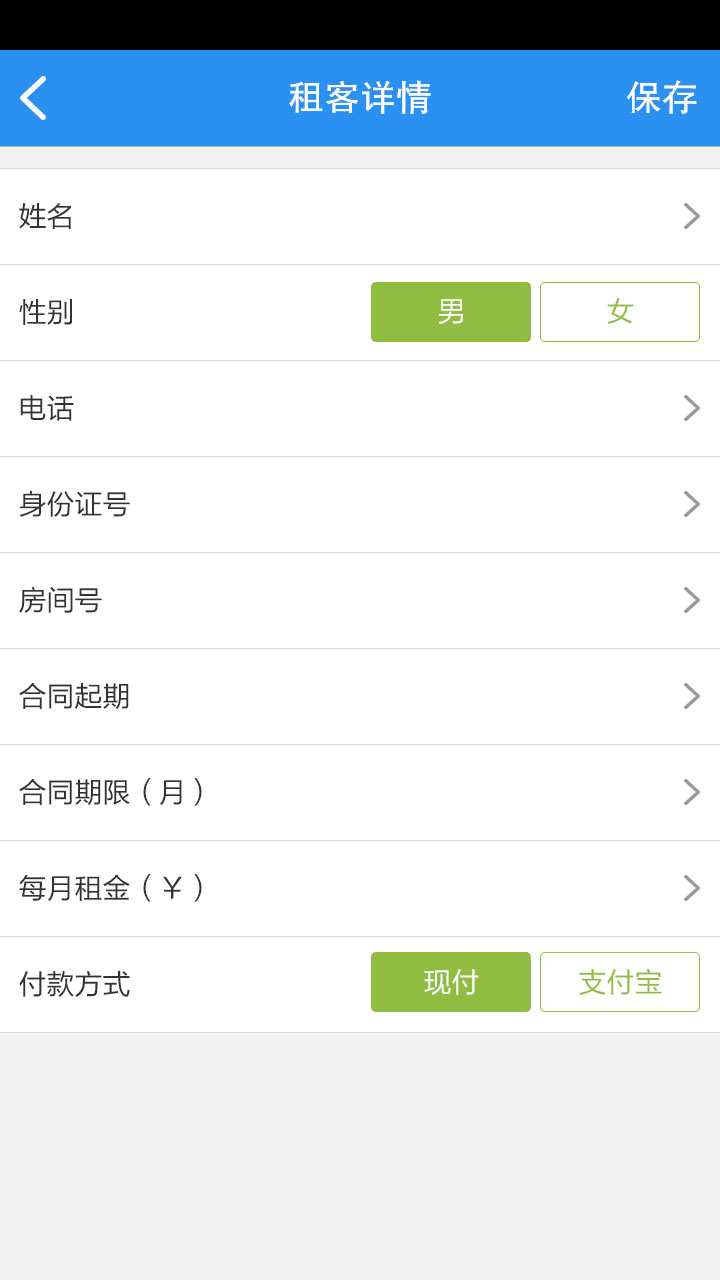 租客详情 保存
姓名
性别 男 女
电话
身份证号
房间号
合同起期
合同期限（月）
每月租金（￥）
付款方式 现付 支付宝